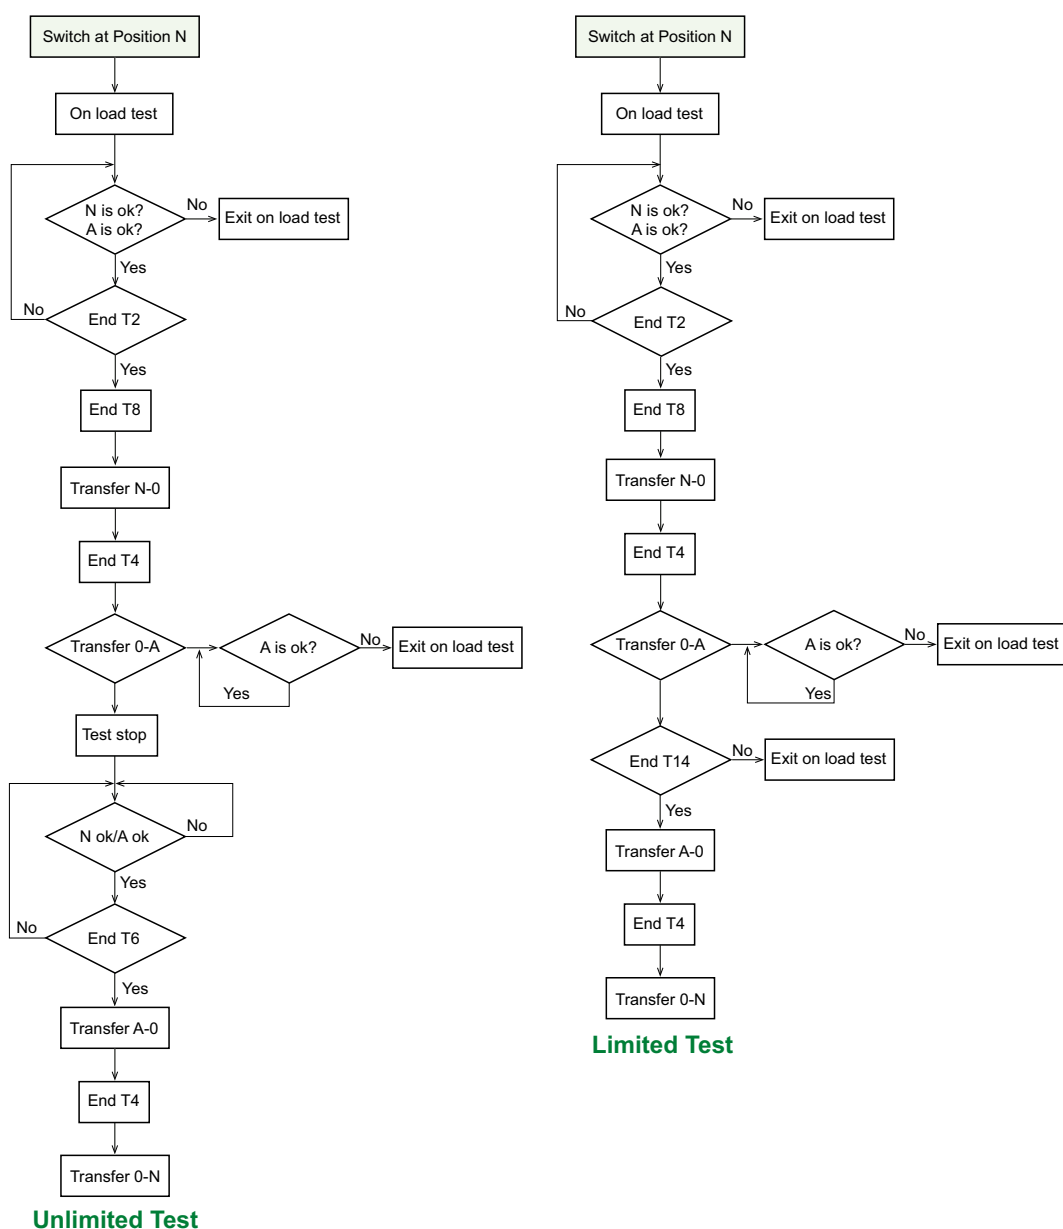 Switch at Position N
On load test
N is ok?
A is ok?
No
Exit on load test
Yes
No
End T2
Yes
End T8
Transfer N-0
End T4
Transfer 0-A
A is ok?
No
Exit on load test
Yes
Test stop
N ok/A ok
No
Yes
No
End T6
Yes
Transfer A-0
End T4
Transfer 0-N
Unlimited Test
Switch at Position N
On load test
N is ok?
A is ok?
No
Exit on load test
Yes
No
End T2
Yes
End T8
Transfer N-0
End T4
Transfer 0-A
A is ok?
No
Exit on load test
Yes
End T14
No
Exit on load test
Yes
Transfer A-0
End T4
Transfer 0-N
Limited Test